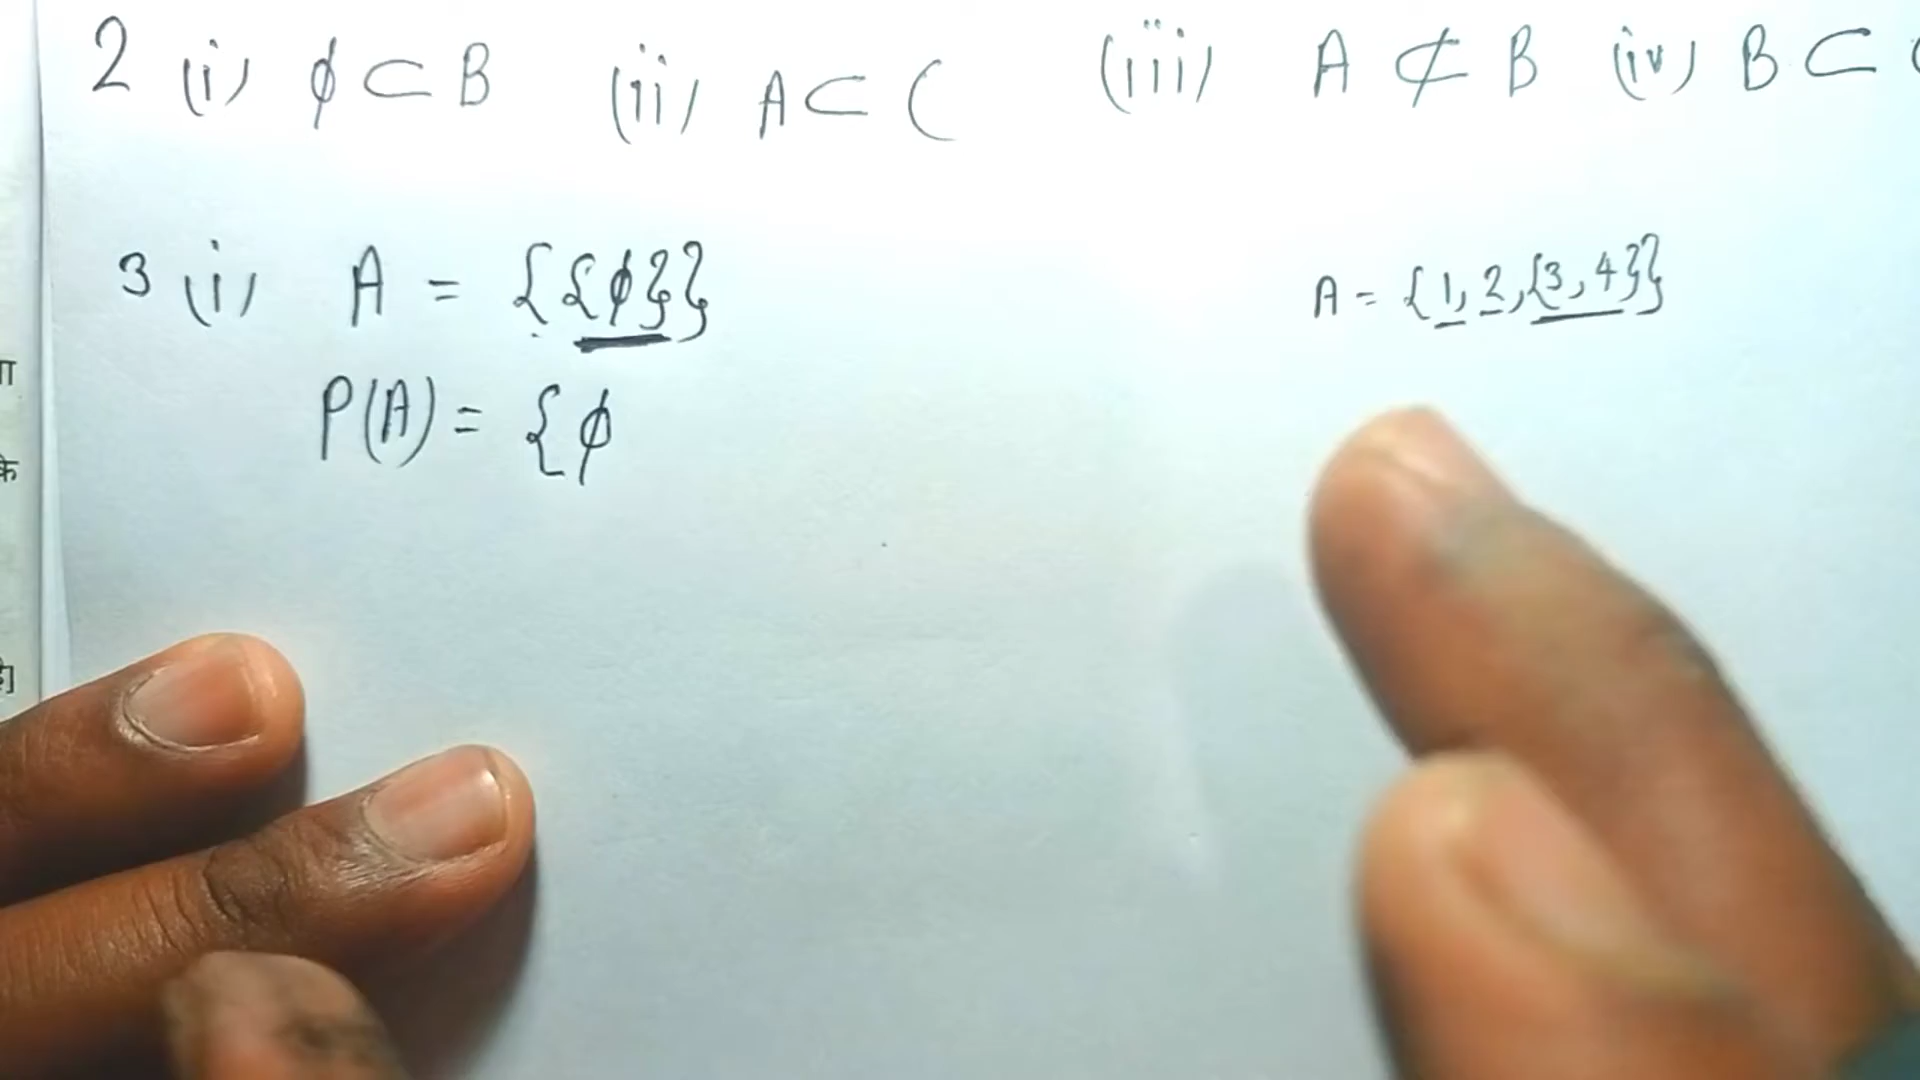 2 (i) ϕ ⊂ B (ii) A ⊂ C (iii) A ⊄ B (iv) B ⊂
3 (i) A = {{ϕ}} A = {1, 2, {3, 4}}
P(A) = {ϕ